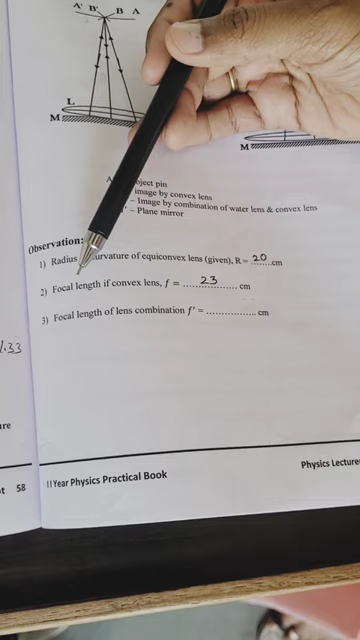 A' B' B A
L
M
M
oject pin
image by convex lens
- Image by combination of water lens & convex lens
- Plane mirror
Observation:
1) Radius urvature of equiconvex lens (given), R = 20 cm
2) Focal length if convex lens, f = 23 cm
3) Focal length of lens combination f' = ................ cm
1.33
58
II Year Physics Practical Book
Physics Lecture